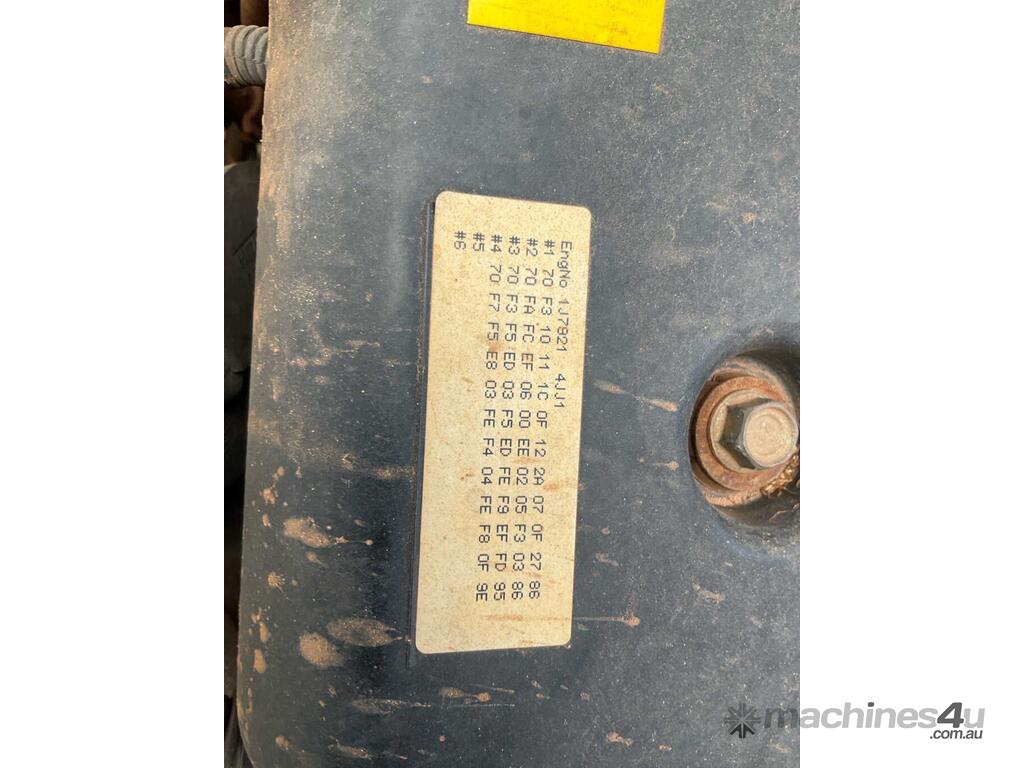 EngNo 1J7921 4JJ1
#1 70 F3 10 11 1C 0F 12 2A 07 0F 27 86
#2 70 FA FC EF 06 00 EE 02 05 F3 03 86
#3 70 F3 F5 ED 03 F5 ED FE F9 EF FD 95
#4 70 F7 F5 E8 03 FE F4 04 FE F8 0F 9E
#5
#6
machines4u
.com.au